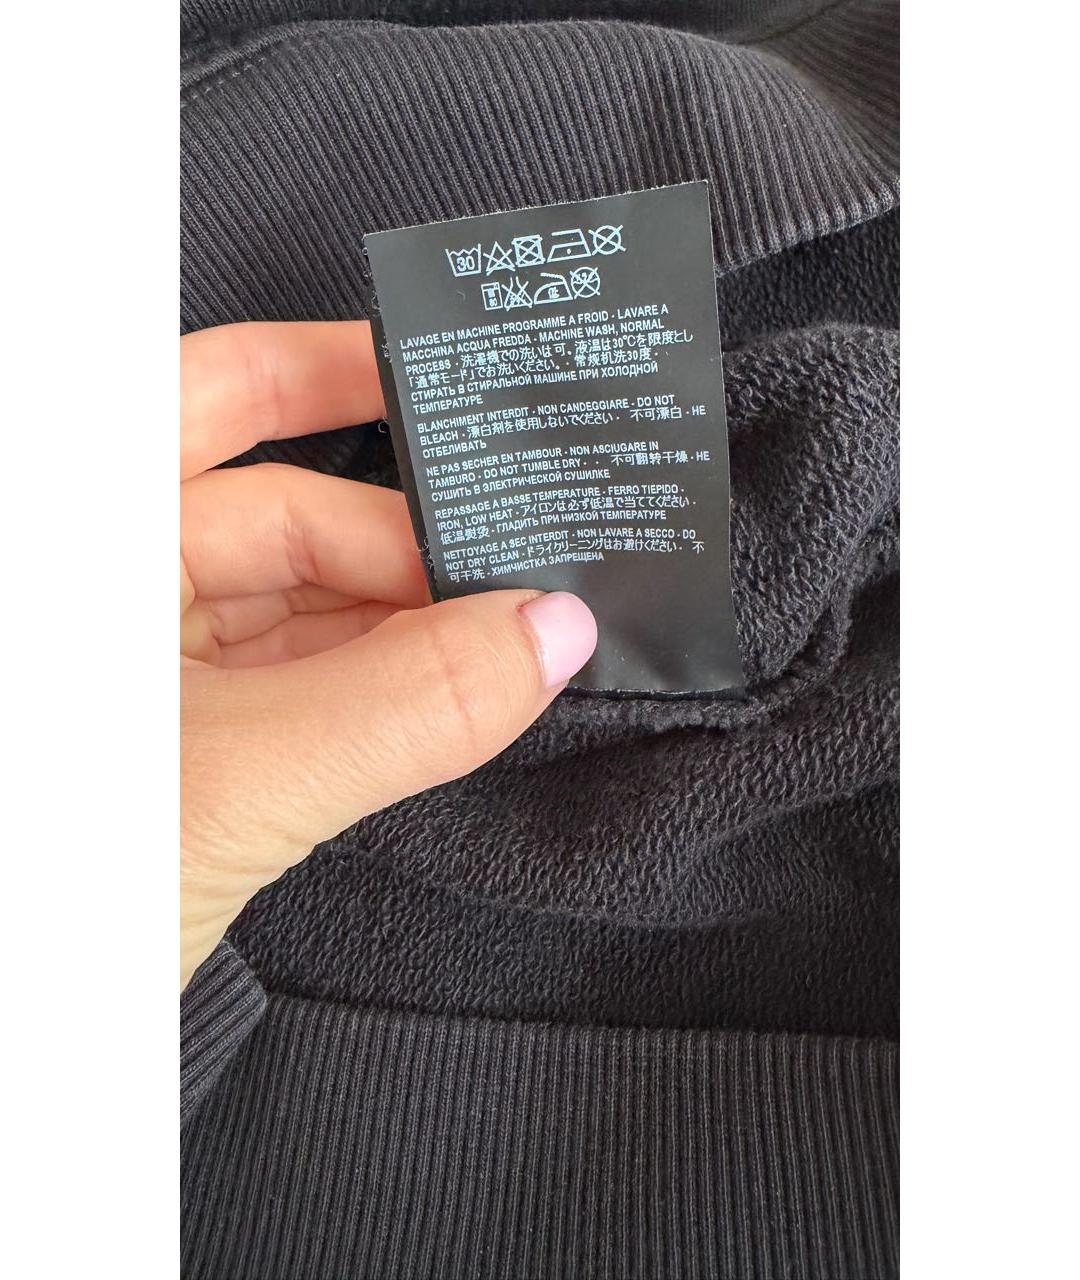 30
LAVAGE EN MACHINE PROGRAMME A FROID - LAVARE A
MACCHINA ACQUA FREDDA - MACHINE WASH, NORMAL
PROCESS - 洗濯機での洗いは可。液温は30℃を限度とし
「通常モード」でお洗いください。 - 常规机洗30度 -
СТИРАТЬ В СТИРАЛЬНОЙ МАШИНЕ ПРИ ХОЛОДНОЙ
ТЕМПЕРАТУРЕ
BLANCHIMENT INTERDIT - NON CANDEGGIARE - DO NOT
BLEACH - 漂白剤を使用しないでください - 不可漂白 - НЕ
ОТБЕЛИВАТЬ
NE PAS SECHER EN TAMBOUR - NON ASCIUGARE IN
TAMBURO - DO NOT TUMBLE DRY - - 不可翻转干燥 - НЕ
СУШИТЬ В ЭЛЕКТРИЧЕСКОЙ СУШИЛКЕ
REPASSAGE A BASSE TEMPERATURE - FERRO TIEPIDO -
IRON, LOW HEAT - アイロンは必ず低温で当ててください -
低温熨烫 - ГЛАДИТЬ ПРИ НИЗКОЙ ТЕМПЕРАТУРЕ
NETTOYAGE A SEC INTERDIT - NON LAVARE A SECCO - DO
NOT DRY CLEAN - ドライクリーニングはお避けください - 不
可干洗 - ХИМЧИСТКА ЗАПРЕЩЕНА